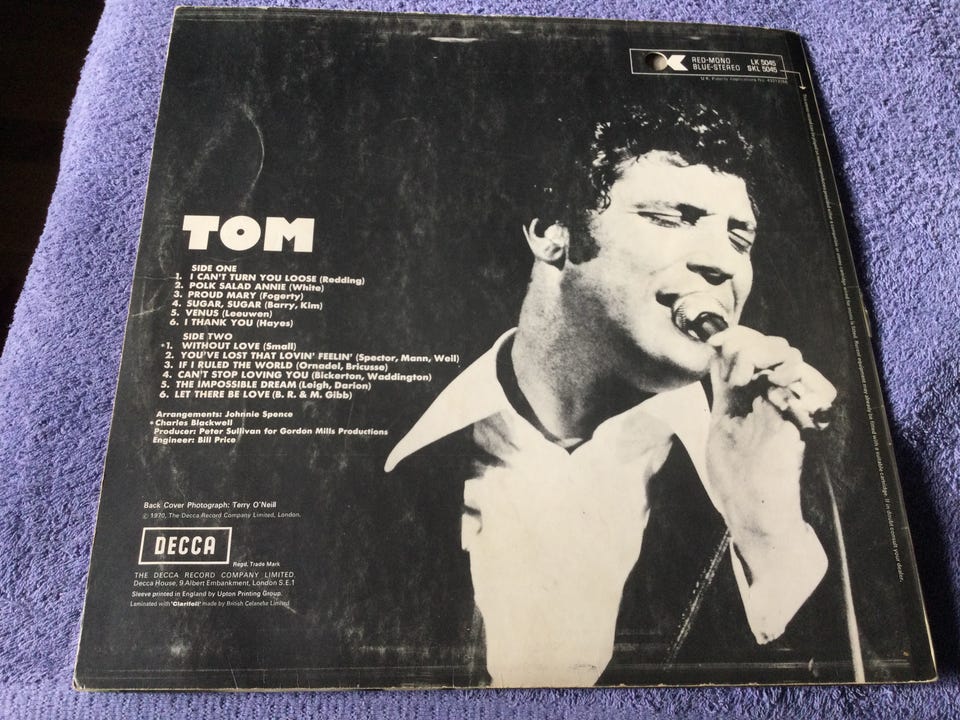 RED-MONO LK 5045
BLUE-STEREO SKL 5045
TOM
SIDE ONE
1. I CAN'T TURN YOU LOOSE (Redding)
2. POLK SALAD ANNIE (White)
3. PROUD MARY (Fogerty)
4. SUGAR, SUGAR (Barry, Kim)
5. VENUS (Leeuwen)
6. I THANK YOU (Hayes)
SIDE TWO
•1. WITHOUT LOVE (Small)
2. YOU'VE LOST THAT LOVIN' FEELIN' (Spector, Mann, Weil)
3. IF I RULED THE WORLD (Ornadel, Bricusse)
4. CAN'T STOP LOVING YOU (Bickerton, Waddington)
5. THE IMPOSSIBLE DREAM (Leigh, Darion)
6. LET THERE BE LOVE (B. R. & M. Gibb)
Arrangements: Johnnie Spence
•Charles Blackwell
Producer: Peter Sullivan for Gordon Mills Productions
Engineer: Bill Price
Back Cover Photograph: Terry O'Neill
© 1970, The Decca Record Company Limited, London.
DECCA
Regd. Trade Mark
THE DECCA RECORD COMPANY LIMITED
Decca House, 9 Albert Embankment, London S.E.1
Sleeve printed in England by Upton Printing Group.
Laminated with 'Clarifoil' made by British Celanese Limited